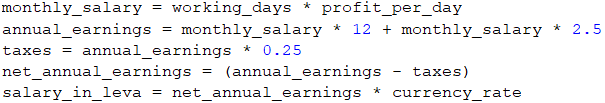 monthly_salary = working_days * profit_per_day
annual_earnings = monthly_salary * 12 + monthly_salary * 2.5
taxes = annual_earnings * 0.25
net_annual_earnings = (annual_earnings - taxes)
salary_in_leva = net_annual_earnings * currency_rate